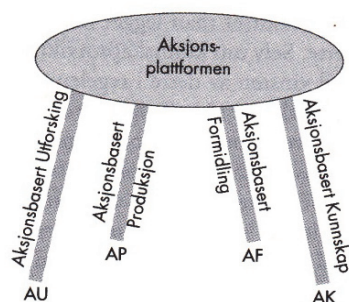 Aksjons-
plattformen
Aksjonsbasert Utforsking
Aksjonsbasert
Produksjon
Aksjonsbasert
Formidling
Aksjonsbasert Kunnskap
AU
AP
AF
AK